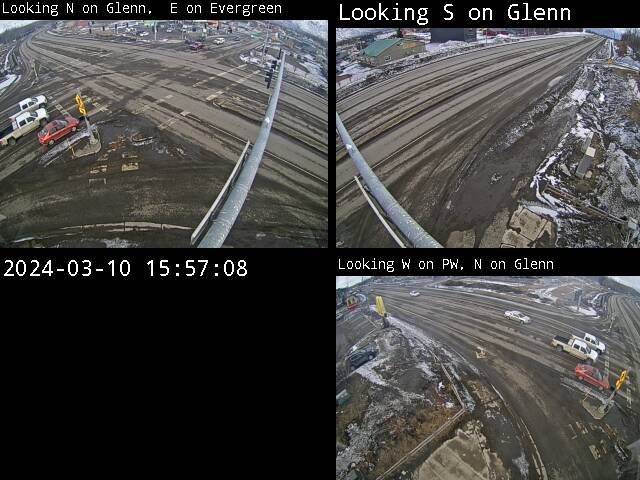 Looking N on Glenn, E on Evergreen
Looking S on Glenn
2024-03-10 15:57:08
Looking W on PW, N on Glenn